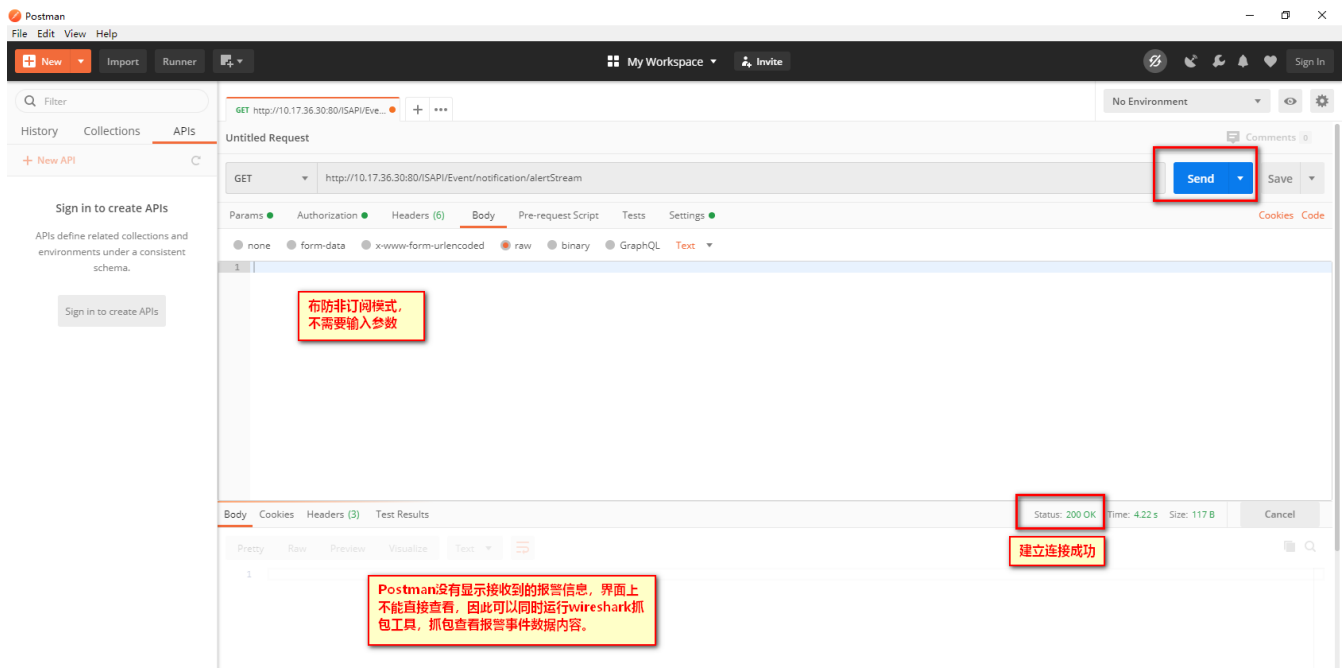 Postman
File Edit View Help
New Import Runner My Workspace Invite Sign In
Filter
History Collections APIs
+ New API
Sign in to create APIs
APIs define related collections and
environments under a consistent
schema.
Sign in to create APIs
GET http://10.17.36.30:80/ISAPI/Eve... + •••
No Environment
Untitled Request
Comments 0
GET http://10.17.36.30:80/ISAPI/Event/notification/alertStream Send Save
Params Authorization Headers (6) Body Pre-request Script Tests Settings Cookies Code
none form-data x-www-form-urlencoded raw binary GraphQL Text
1
布防非订阅模式，
不需要输入参数
Body Cookies Headers (3) Test Results Status: 200 OK Time: 4.22 s Size: 117 B Cancel
建立连接成功
Pretty Raw Preview Visualize Text
1
Postman没有显示接收到的报警信息，界面上
不能直接查看，因此可以同时运行wireshark抓
包工具，抓包查看报警事件数据内容。